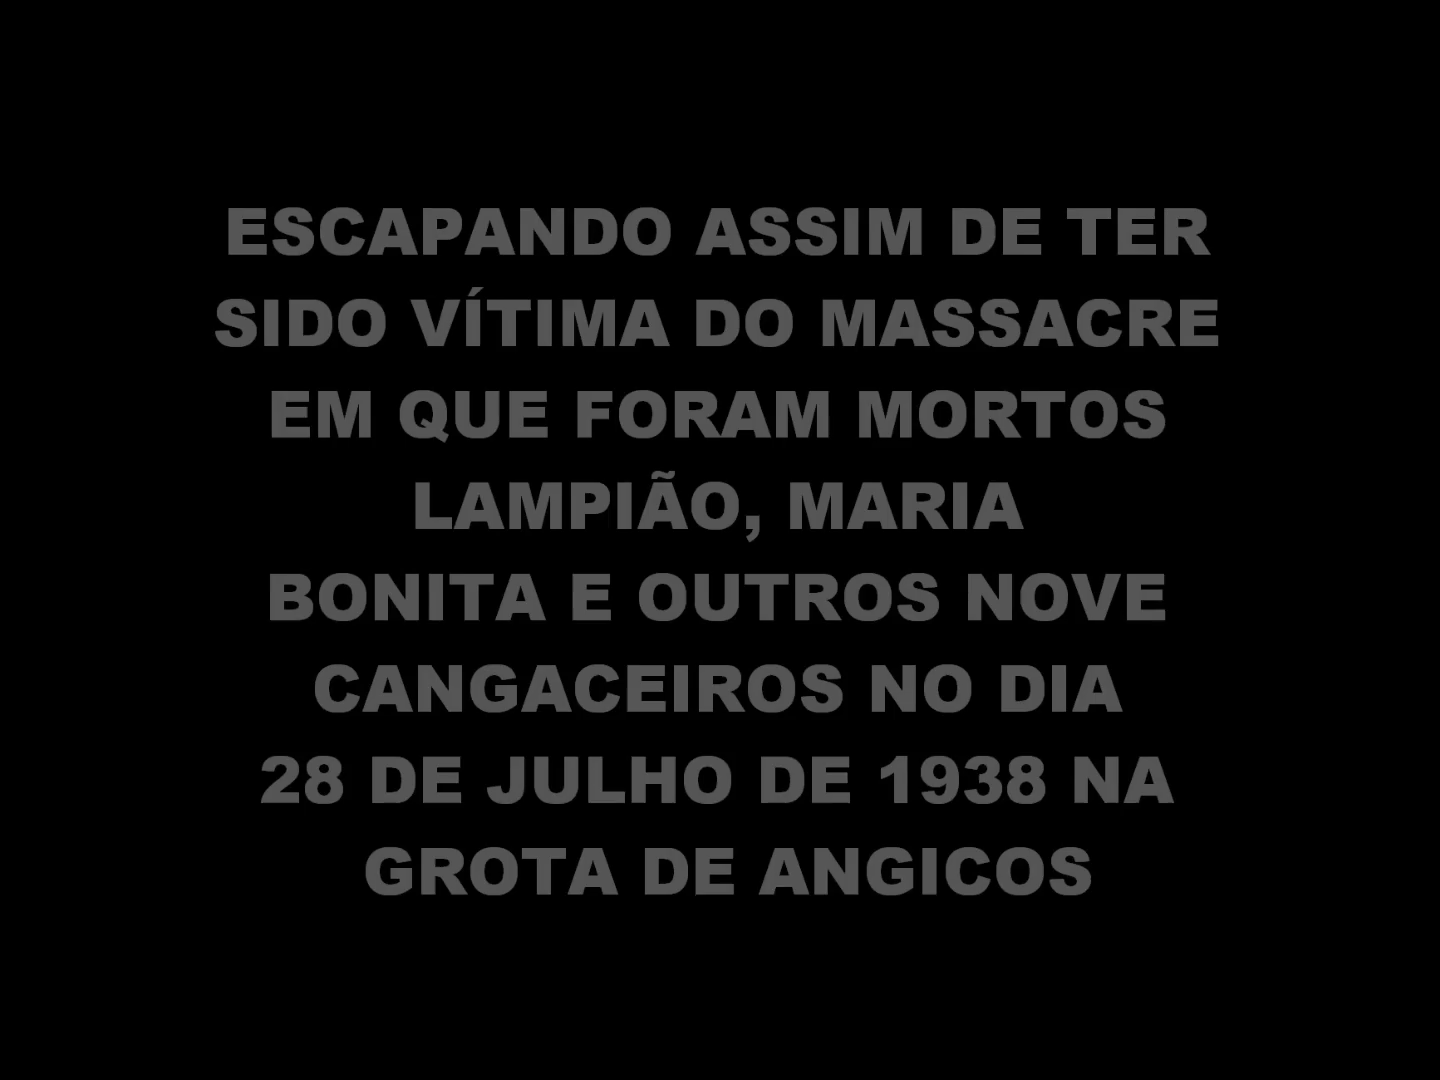 ESCAPANDO ASSIM DE TER
SIDO VÍTIMA DO MASSACRE
EM QUE FORAM MORTOS
LAMPIÃO, MARIA
BONITA E OUTROS NOVE
CANGACEIROS NO DIA
28 DE JULHO DE 1938 NA
GROTA DE ANGICOS